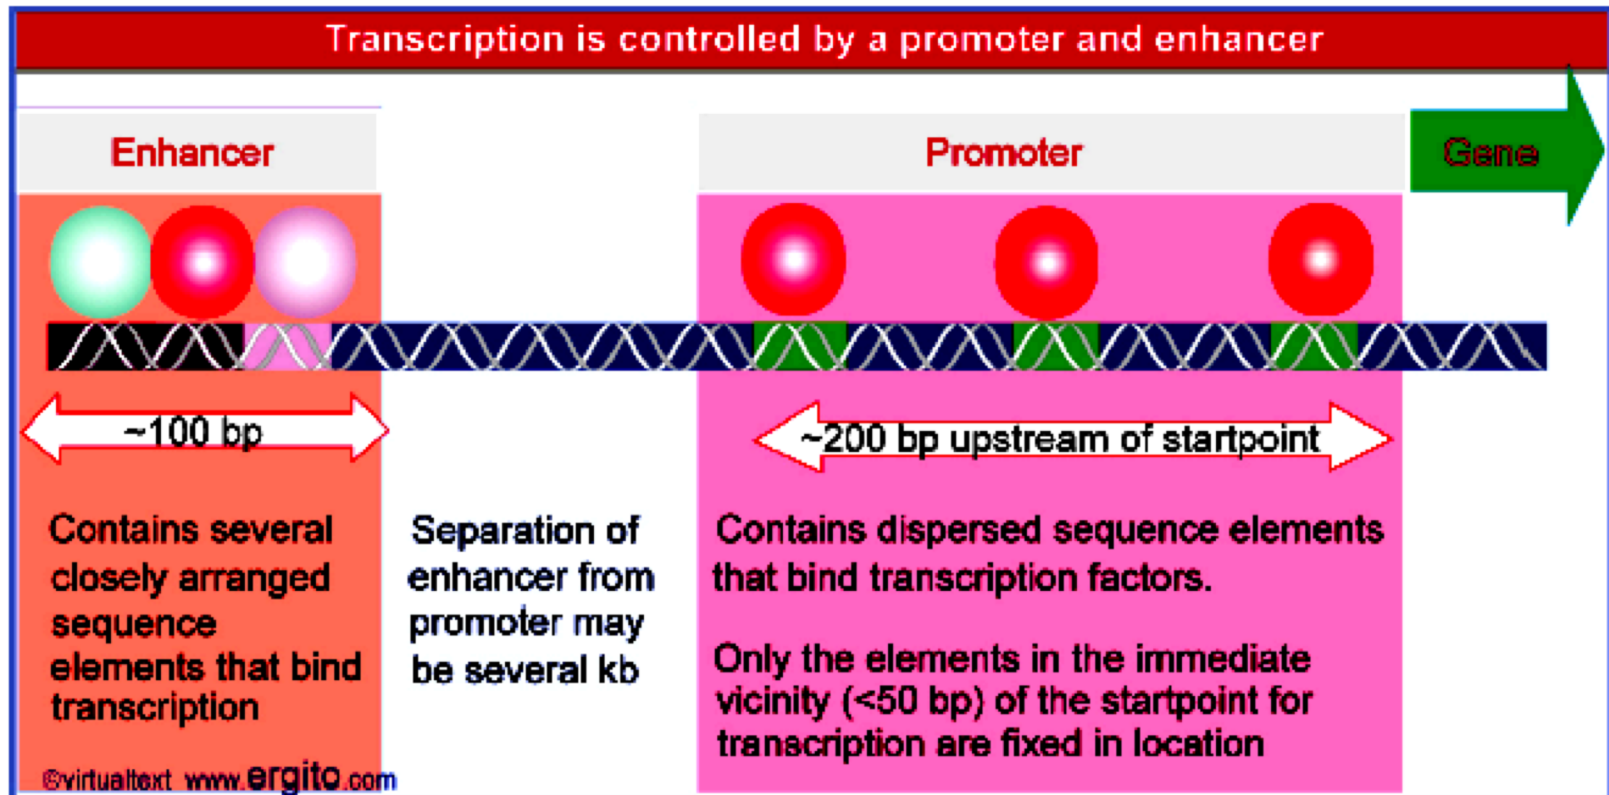 Transcription is controlled by a promoter and enhancer
Enhancer
Promoter
Gene
~100 bp
~200 bp upstream of startpoint
Contains several
closely arranged
sequence
elements that bind
transcription
Separation of
enhancer from
promoter may
be several kb
Contains dispersed sequence elements
that bind transcription factors.
Only the elements in the immediate
vicinity (<50 bp) of the startpoint for
transcription are fixed in location
©virtualtext www.ergito.com